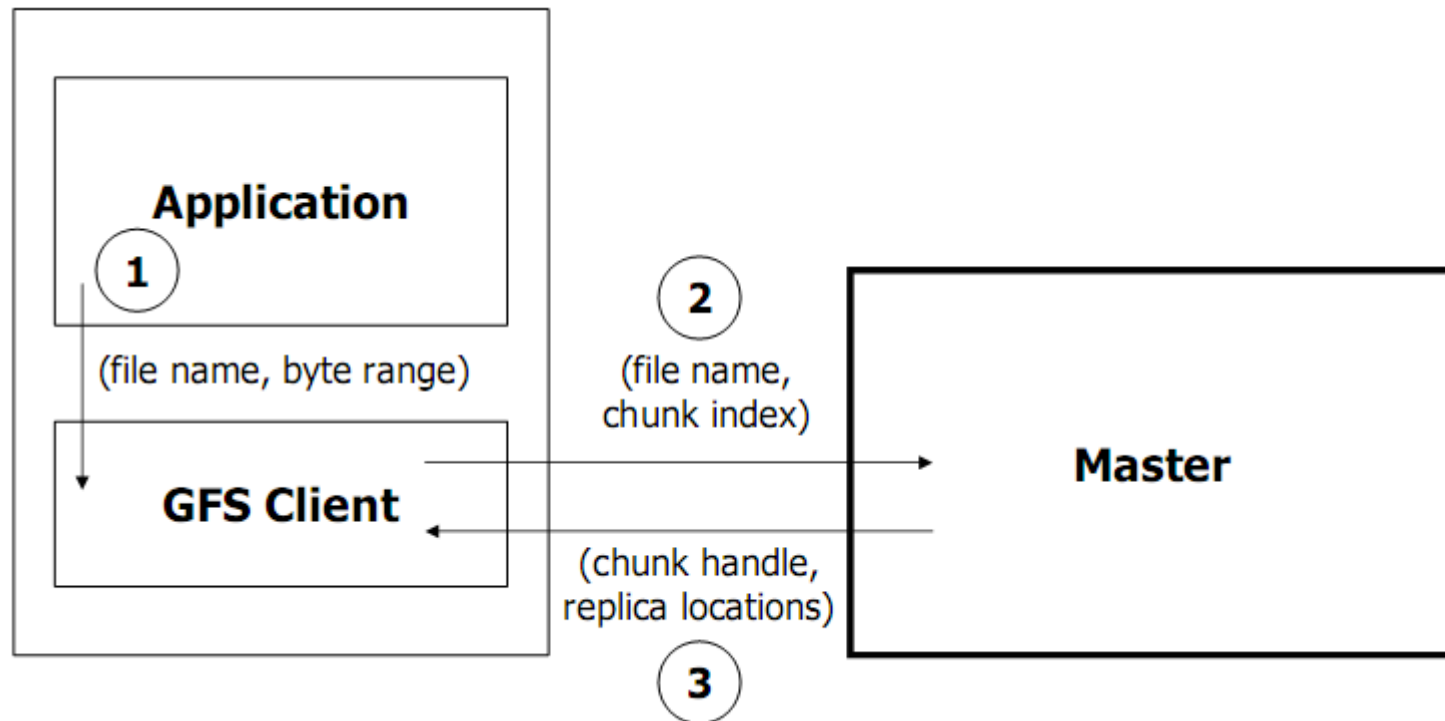 Application
1
(file name, byte range)
GFS Client
2
(file name,
chunk index)
(chunk handle,
replica locations)
3
Master